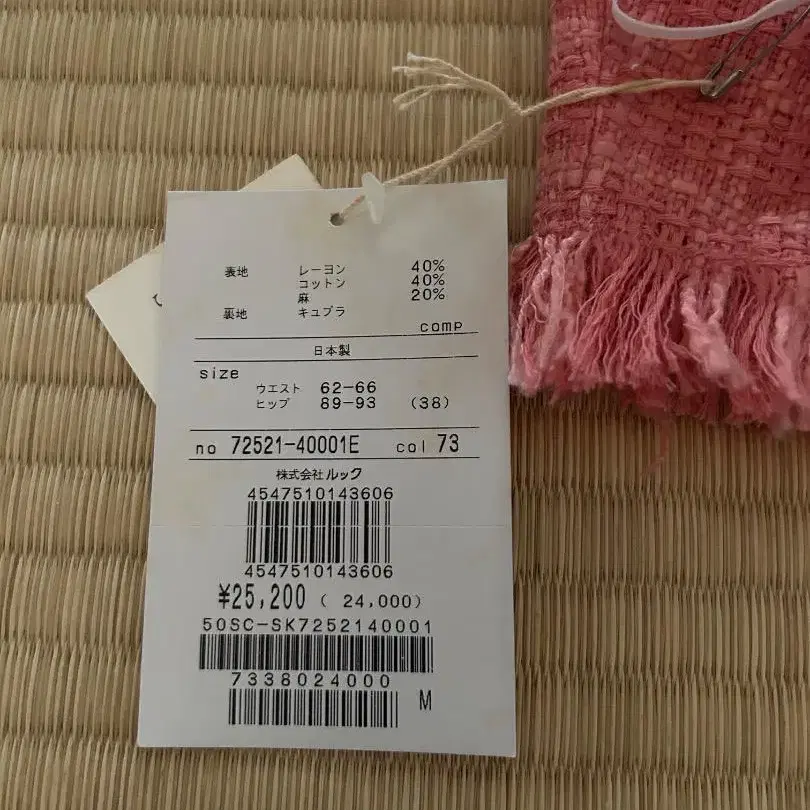 表地 レーヨン 40%
コットン 40%
麻 20%
裏地 キュプラ
comp
日本製
size
ウエスト 62-66
ヒップ 89-93 (38)
no 72521-40001E col 73
株式会社 ルック
4547510143606
4547510143606
¥25,200 ( 24,000)
50SC-SK7252140001
7338024000
M